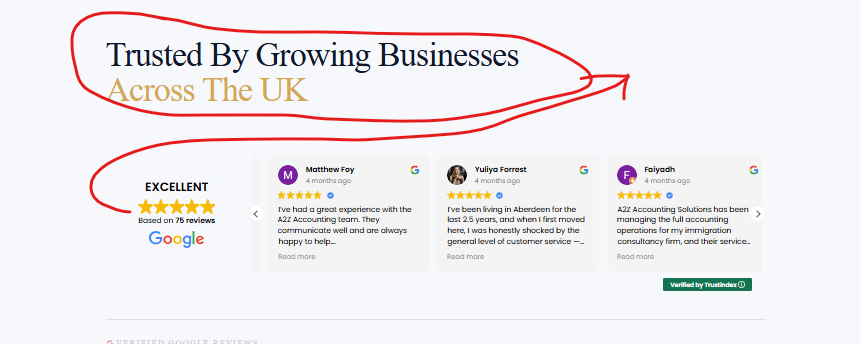 Trusted By Growing Businesses
Across The UK
EXCELLENT
Based on 75 reviews
Google
M
Matthew Foy
4 months ago
I've had a great experience with the
A2Z Accounting team. They
communicate well and are always
happy to help...
Read more
Yuliya Forrest
4 months ago
I've been living in Aberdeen for the
last 2.5 years, and when I first moved
here, I was honestly shocked by the
general level of customer service —...
Read more
F
Faiyadh
4 months ago
A2Z Accounting Solutions has been
managing the full accounting
operations for my immigration
consultancy firm, and their service...
Read more
Verified by Trustindex
VERIFIED GOOGLE REVIEWS